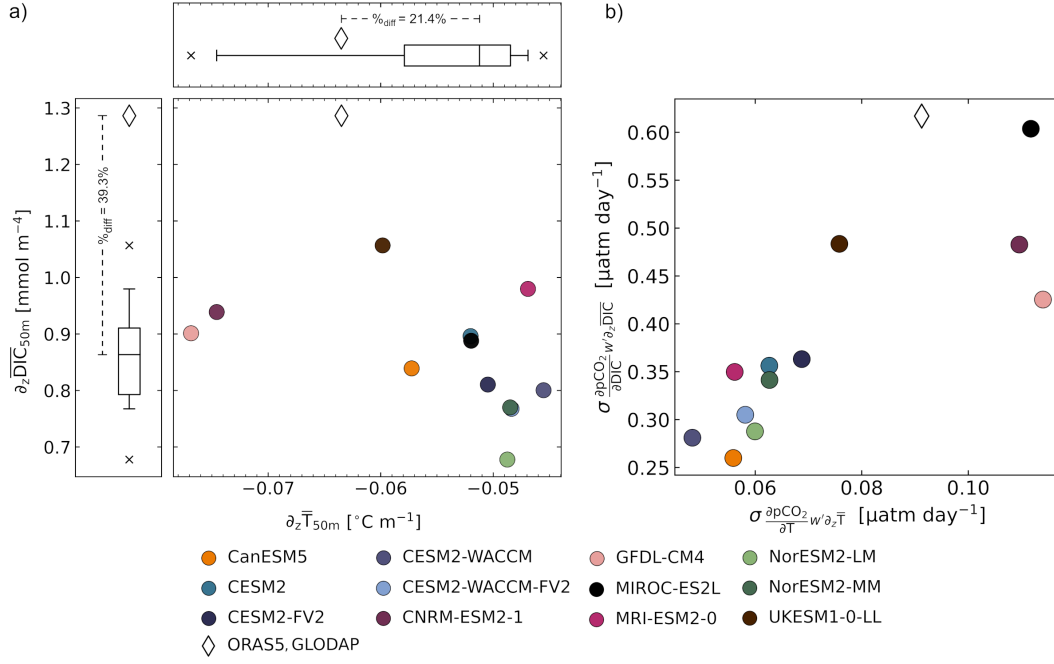 a)
%diff = 21.4%
b)
1.3
1.2
1.1
1.0
0.9
0.8
0.7
%diff = 39.3%
∂z D̅I̅C̅50m [mmol m−4]
−0.07
−0.06
−0.05
∂z T̅50m [°C m−1]
0.60
0.55
0.50
0.45
0.40
0.35
0.30
0.25
σ ∂pCO2/∂D̅I̅C̅ w′∂z D̅I̅C̅ [µatm day−1]
0.06
0.08
0.10
σ ∂pCO2/∂T̅ w′∂z T̅ [µatm day−1]
CanESM5
CESM2
CESM2-FV2
ORAS5, GLODAP
CESM2-WACCM
CESM2-WACCM-FV2
CNRM-ESM2-1
GFDL-CM4
MIROC-ES2L
MRI-ESM2-0
NorESM2-LM
NorESM2-MM
UKESM1-0-LL